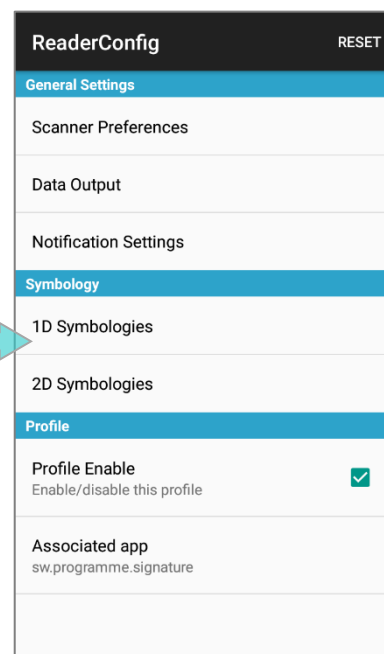 ReaderConfig RESET
General Settings
Scanner Preferences
Data Output
Notification Settings
Symbology
1D Symbologies
2D Symbologies
Profile
Profile Enable
Enable/disable this profile
Associated app
sw.programme.signature